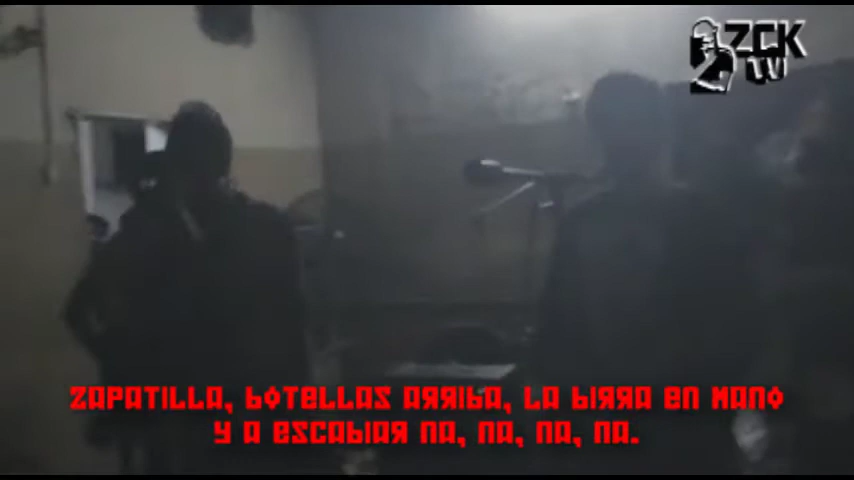 ZCK
TV
ZAPATILLA, BOTELLAS ARRIBA, LA BIRRA EN MANO
Y A ESCABIAR NA, NA, NA, NA.